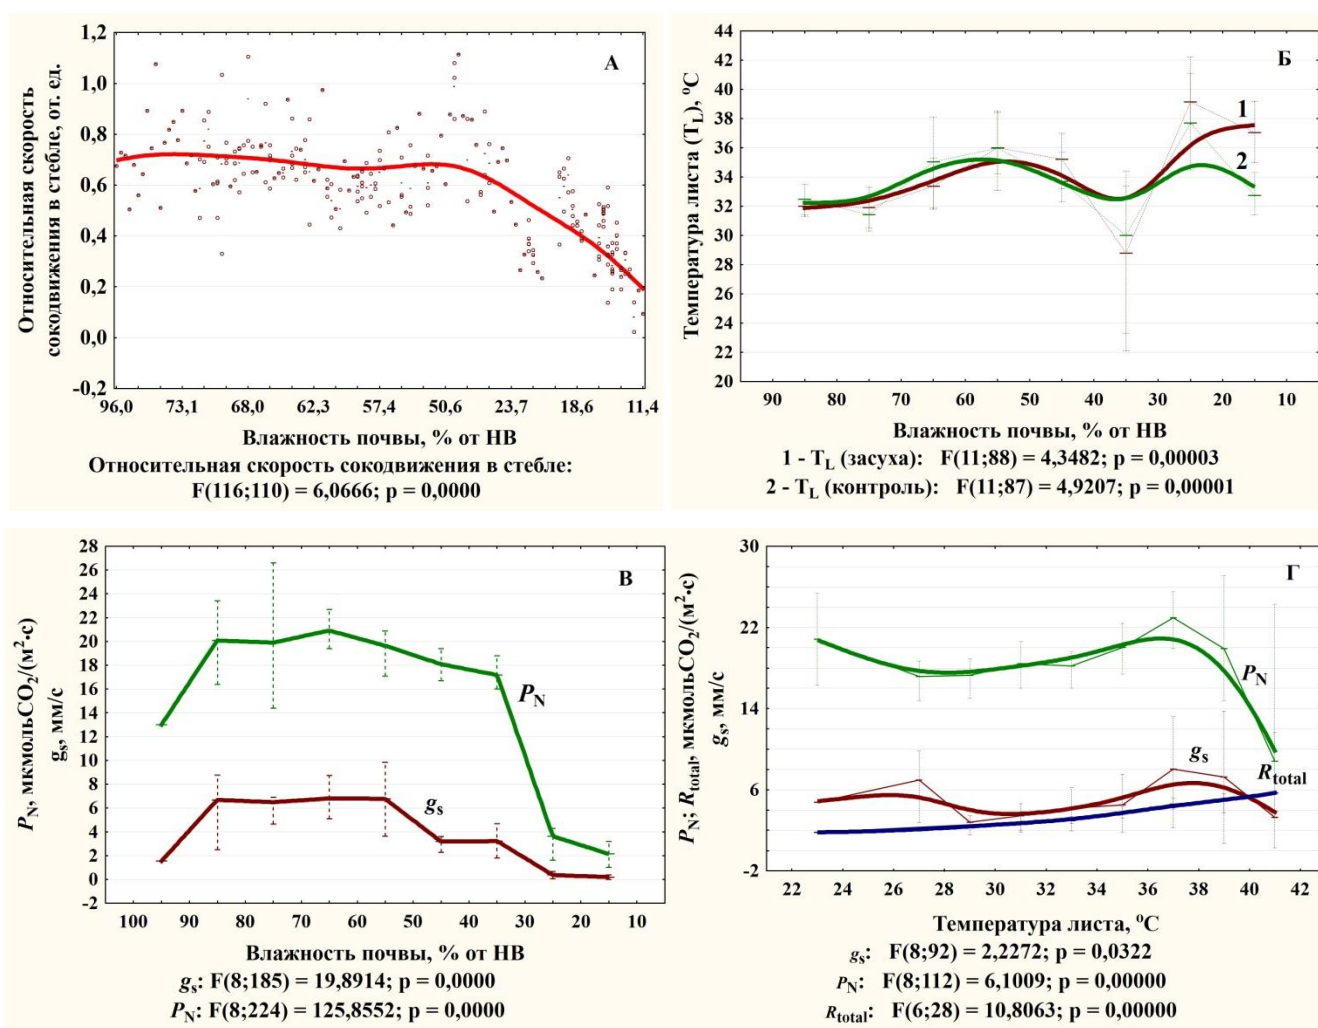 А
Относительная скорость
сокодвижения в стебле, от. ед.
1,2
1,0
0,8
0,6
0,4
0,2
0,0
-0,2
96,0 73,1 68,0 62,3 57,4 50,6 23,7 18,6 11,4
Влажность почвы, % от НВ
Относительная скорость сокодвижения в стебле:
F(116;110) = 6,0666; p = 0,0000
Б
Температура листа (TL), °C
44
42
40
38
36
34
32
30
28
26
24
22
20
1
2
90 80 70 60 50 40 30 20 10
Влажность почвы, % от НВ
1 - TL (засуха): F(11;88) = 4,3482; p = 0,00003
2 - TL (контроль): F(11;87) = 4,9207; p = 0,00001
В
PN, мкмольCO2/(м2·с)
gs, мм/с
28
26
24
22
20
18
16
14
12
10
8
6
4
2
0
-2
PN
gs
100 90 80 70 60 50 40 30 20 10
Влажность почвы, % от НВ
gs: F(8;185) = 19,8914; p = 0,0000
PN: F(8;224) = 125,8552; p = 0,0000
Г
PN; Rtotal, мкмольCO2/(м2·с)
gs, мм/с
30
22
14
6
-2
PN
gs
Rtotal
22 24 26 28 30 32 34 36 38 40 42
Температура листа, °C
gs: F(8;92) = 2,2272; p = 0,0322
PN: F(8;112) = 6,1009; p = 0,00000
Rtotal: F(6;28) = 10,8063; p = 0,00000